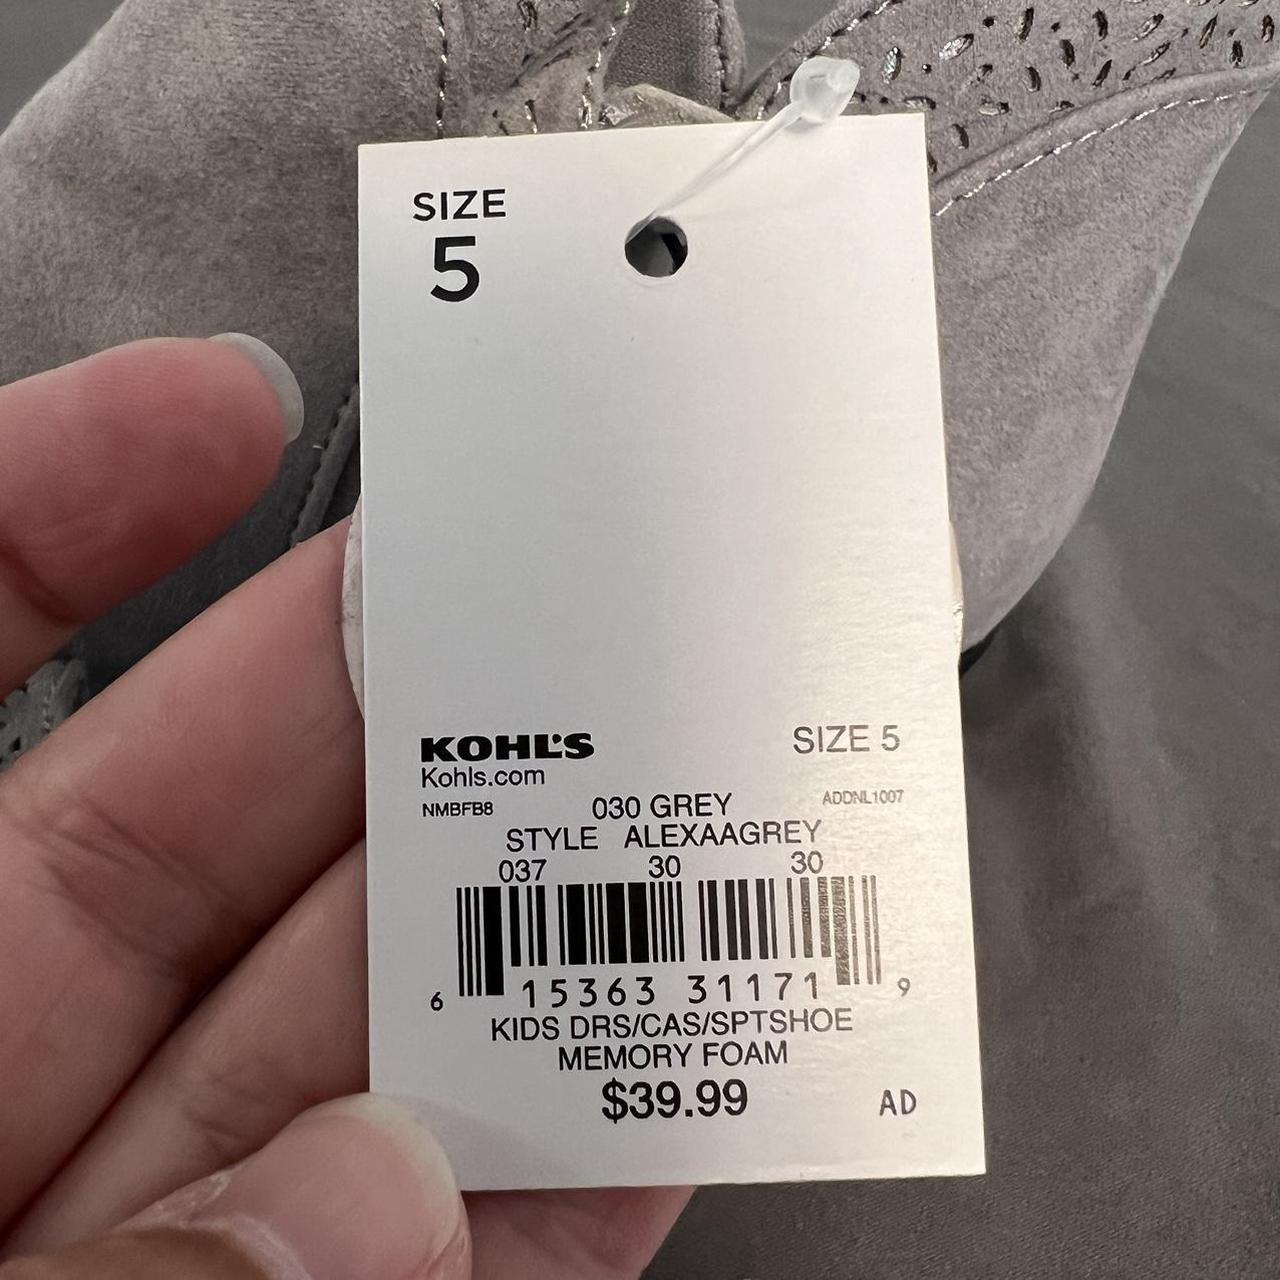 SIZE
5
KOHL'S SIZE 5
Kohls.com
NMBFB8 030 GREY ADDNL1007
STYLE ALEXAAGREY
037 30 30
6 15363 31171 9
KIDS DRS/CAS/SPTSHOE
MEMORY FOAM
$39.99 AD